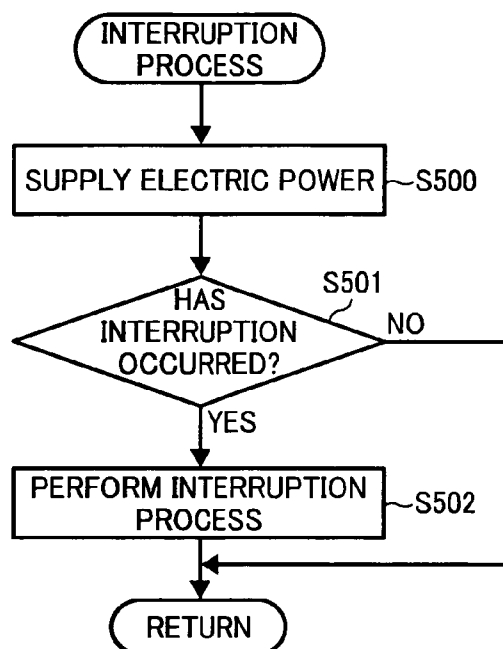 INTERRUPTION
PROCESS
SUPPLY ELECTRIC POWER
S500
S501
HAS
INTERRUPTION
OCCURRED?
NO
YES
PERFORM INTERRUPTION
PROCESS
S502
RETURN